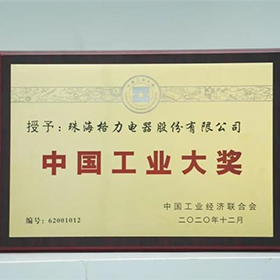 授予：珠海格力电器股份有限公司
中国工业大奖
中国工业经济联合会
编号：62001012
二〇二〇年十二月